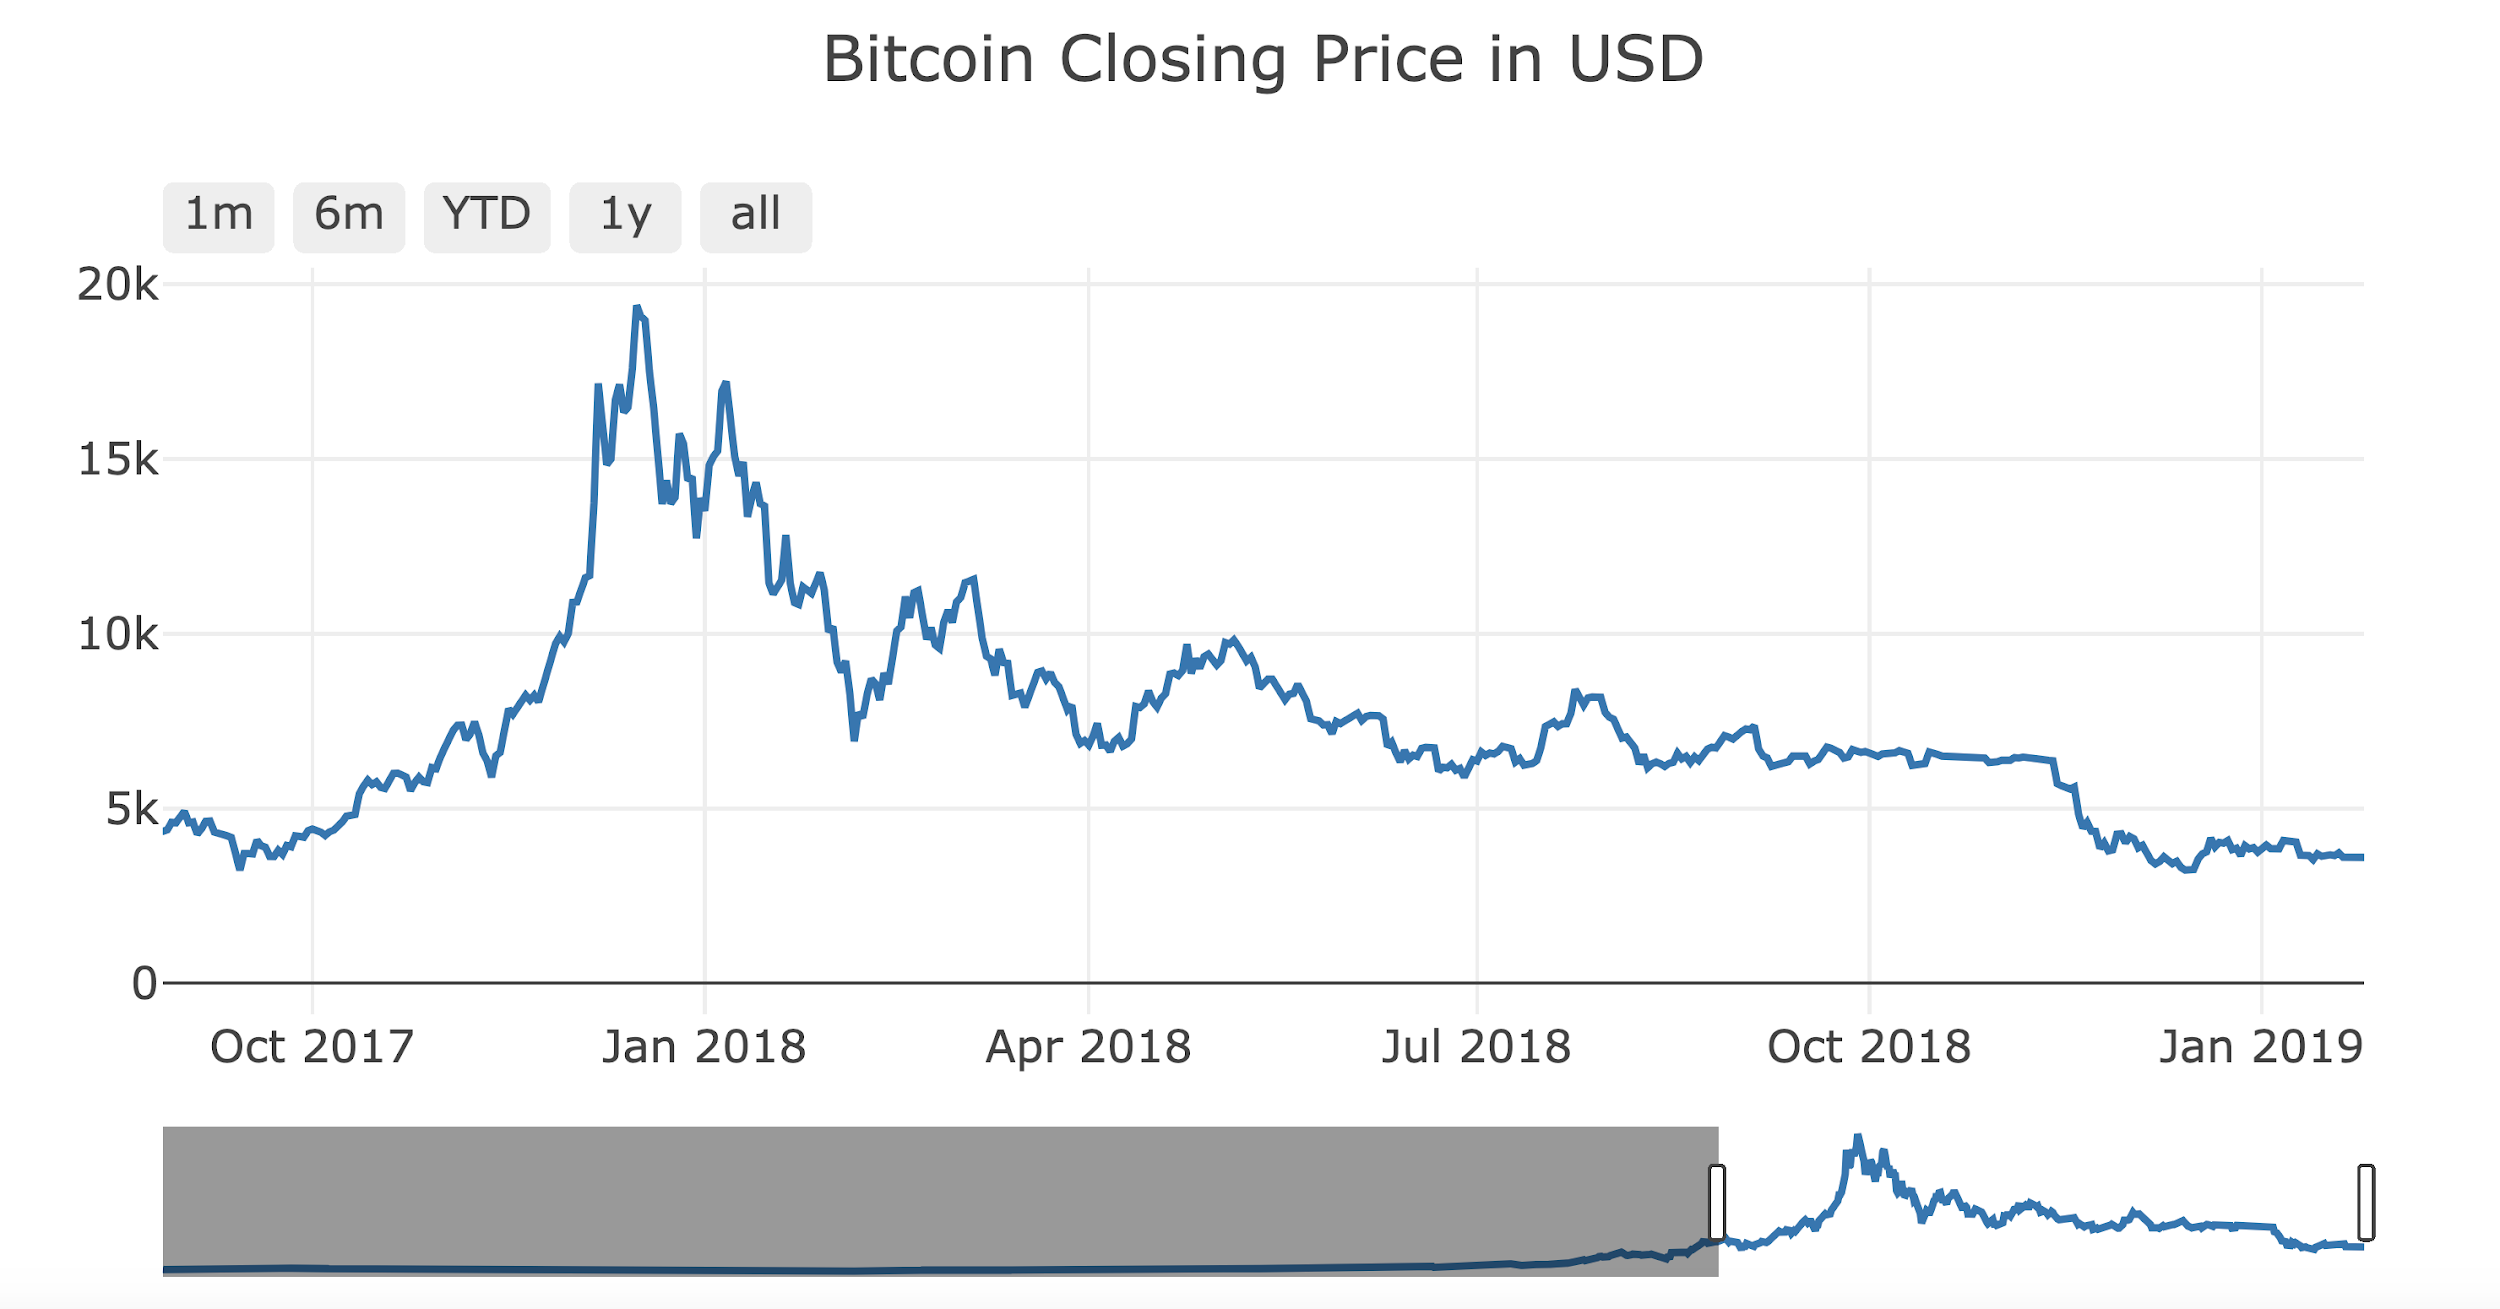 Bitcoin Closing Price in USD
1m 6m YTD 1y all
20k
15k
10k
5k
0
Oct 2017 Jan 2018 Apr 2018 Jul 2018 Oct 2018 Jan 2019